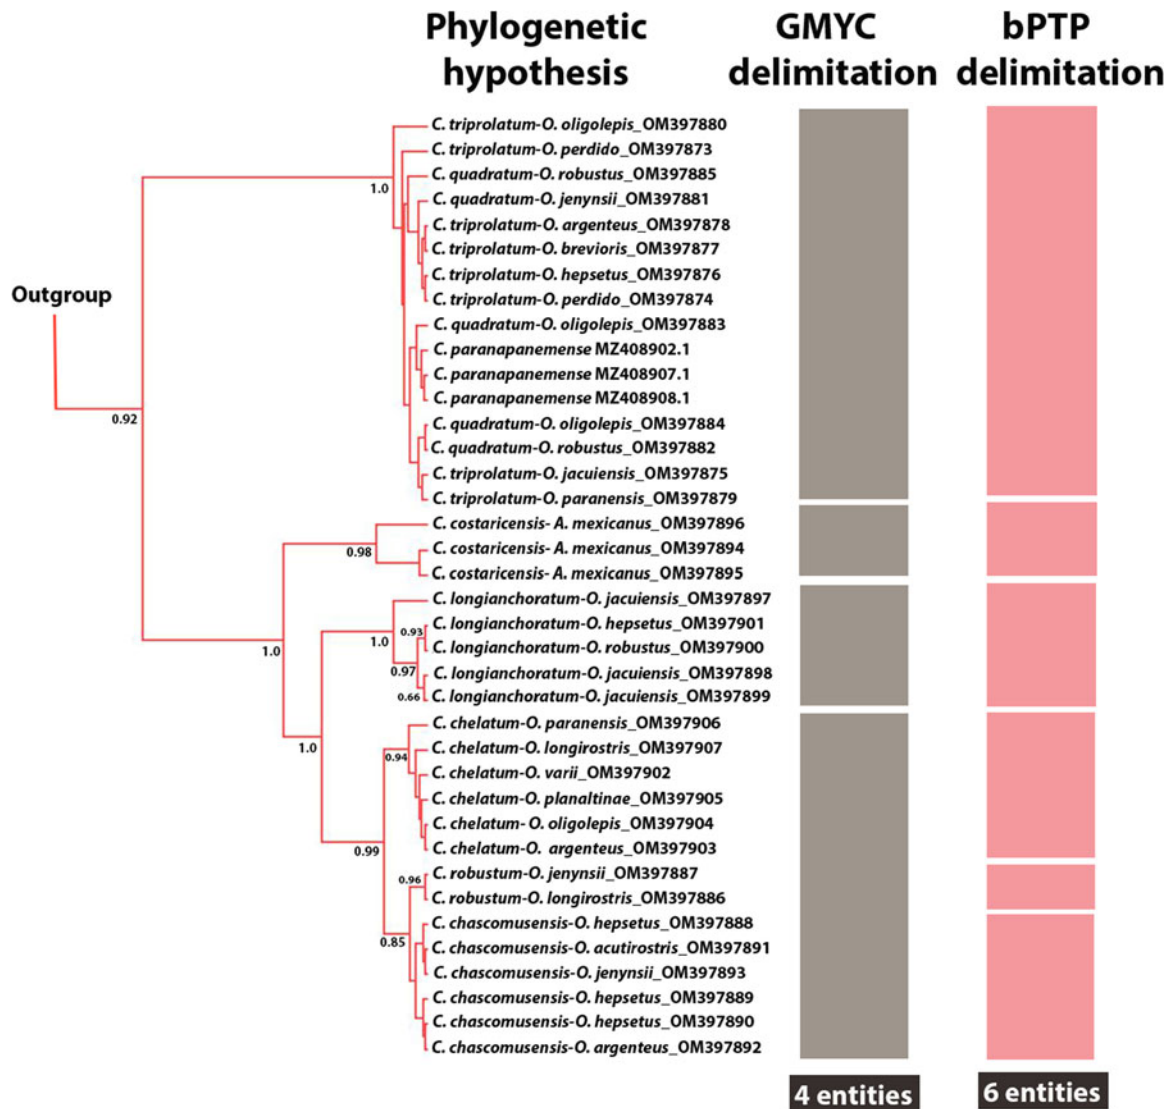 Phylogenetic hypothesis
GMYC delimitation
bPTP delimitation
C. triprolatum-O. oligolepis_OM397880
C. triprolatum-O. perdido_OM397873
1.0
C. quadratum-O. robustus_OM397885
C. quadratum-O. jenynsii_OM397881
C. triprolatum-O. argenteus_OM397878
C. triprolatum-O. brevioris_OM397877
C. triprolatum-O. hepsetus_OM397876
Outgroup
C. triprolatum-O. perdido_OM397874
C. quadratum-O. oligolepis_OM397883
C. paranapanemense MZ408902.1
C. paranapanemense MZ408907.1
C. paranapanemense MZ408908.1
0.92
C. quadratum-O. oligolepis_OM397884
C. quadratum-O. robustus_OM397882
C. triprolatum-O. jacuiensis_OM397875
C. triprolatum-O. paranensis_OM397879
C. costaricensis- A. mexicanus_OM397896
0.98
C. costaricensis- A. mexicanus_OM397894
C. costaricensis- A. mexicanus_OM397895
C. longianchoratum-O. jacuiensis_OM397897
0.93
C. longianchoratum-O. hepsetus_OM397901
1.0
1.0
C. longianchoratum-O. robustus_OM397900
0.97
C. longianchoratum-O. jacuiensis_OM397898
0.66
C. longianchoratum-O. jacuiensis_OM397899
C. chelatum-O. paranensis_OM397906
1.0
0.94
C. chelatum-O. longirostris_OM397907
C. chelatum-O. varii_OM397902
C. chelatum-O. planaltinae_OM397905
C. chelatum- O. oligolepis_OM397904
0.99
C. chelatum-O. argenteus_OM397903
0.96
C. robustum-O. jenynsii_OM397887
C. robustum-O. longirostris_OM397886
C. chascomusensis-O. hepsetus_OM397888
0.85
C. chascomusensis-O. acutirostris_OM397891
C. chascomusensis-O. jenynsii_OM397893
C. chascomusensis-O. hepsetus_OM397889
C. chascomusensis-O. hepsetus_OM397890
C. chascomusensis-O. argenteus_OM397892
4 entities
6 entities